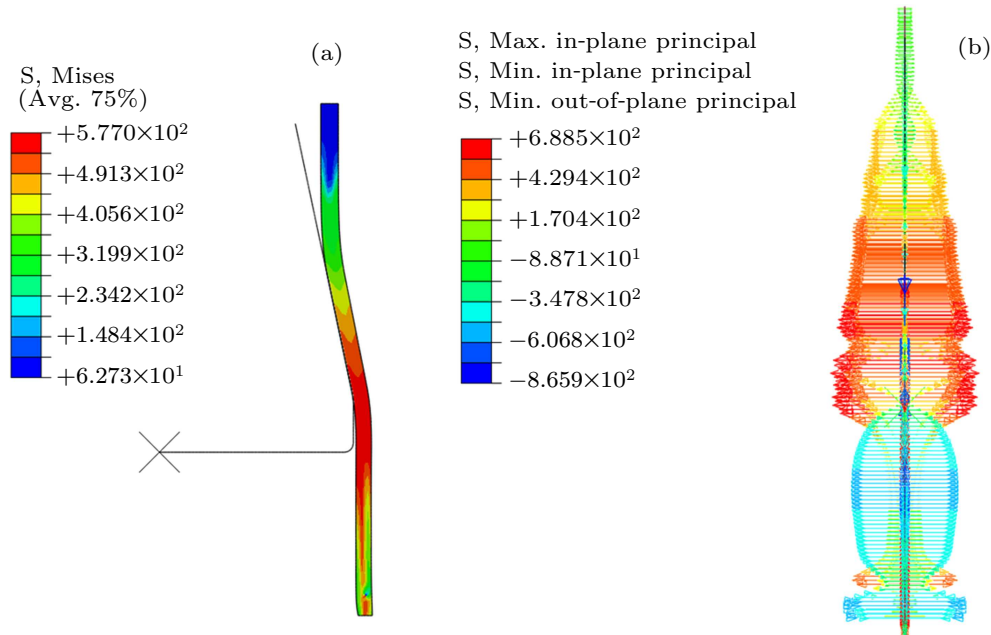 (a)
S, Mises
(Avg. 75%)
+5.770×10²
+4.913×10²
+4.056×10²
+3.199×10²
+2.342×10²
+1.484×10²
+6.273×10¹
S, Max. in-plane principal
S, Min. in-plane principal
S, Min. out-of-plane principal
(b)
+6.885×10²
+4.294×10²
+1.704×10²
−8.871×10¹
−3.478×10²
−6.068×10²
−8.659×10²